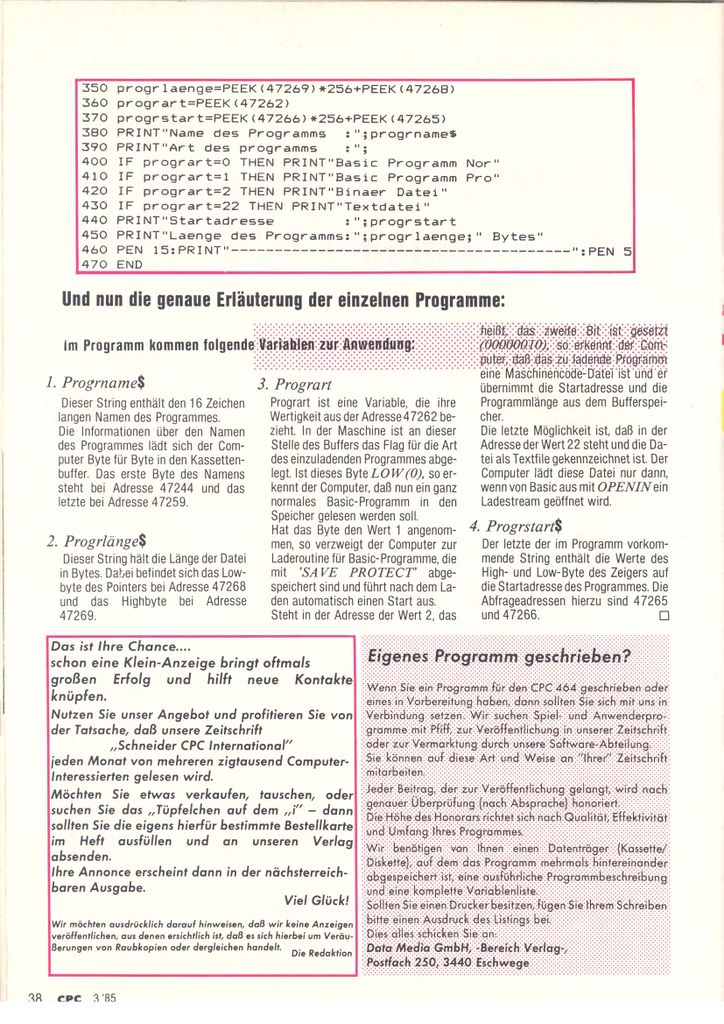 350 progrlaenge=PEEK(47269)*256+PEEK(47268)
360 progrart=PEEK(47262)
370 progrstart=PEEK(47266)*256+PEEK(47265)
380 PRINT"Name des Programms  :";progrname$
390 PRINT"Art des programms   :";
400 IF progrart=0 THEN PRINT"Basic Programm Nor"
410 IF progrart=1 THEN PRINT"Basic Programm Pro"
420 IF progrart=2 THEN PRINT"Binaer Datei"
430 IF progrart=22 THEN PRINT"Textdatei"
440 PRINT"Startadresse        :";progrstart
450 PRINT"Laenge des Programms:";progrlaenge;" Bytes"
460 PEN 15:PRINT"----------------------------------------":PEN 5
470 END
Und nun die genaue Erläuterung der einzelnen Programme:
Im Programm kommen folgende Variablen zur Anwendung:
1. Progrname$
Dieser String enthält den 16 Zeichen
langen Namen des Programmes.
Die Informationen über den Namen
des Programmes lädt sich der Com-
puter Byte für Byte in den Kassetten-
buffer. Das erste Byte des Namens
steht bei Adresse 47244 und das
letzte bei Adresse 47259.
2. Progrlänge$
Dieser String hält die Länge der Datei
in Bytes. Dabei befindet sich das Low-
byte des Pointers bei Adresse 47268
und das Highbyte bei Adresse
47269.
3. Progrart
Progrart ist eine Variable, die ihre
Wertigkeit aus der Adresse 47262 be-
zieht. In der Maschine ist an dieser
Stelle des Buffers das Flag für die Art
des einzuladenden Programmes abge-
legt. Ist dieses Byte LOW(0), so er-
kennt der Computer, daß nun ein ganz
normales Basic-Programm in den
Speicher gelesen werden soll.
Hat das Byte den Wert 1 angenom-
men, so verzweigt der Computer zur
Laderoutine für Basic-Programme, die
mit 'SAVE PROTECT' abge-
speichert sind und führt nach dem La-
den automatisch einen Start aus.
Steht in der Adresse der Wert 2, das
heißt, das zweite Bit ist gesetzt
(00000010), so erkennt der Com-
puter, daß das zu ladende Programm
eine Maschinencode-Datei ist und er
übernimmt die Startadresse und die
Programmlänge aus dem Bufferspei-
cher.
Die letzte Möglichkeit ist, daß in der
Adresse der Wert 22 steht und die Da-
tei als Textfile gekennzeichnet ist. Der
Computer lädt diese Datei nur dann,
wenn von Basic aus mit OPENIN ein
Ladestream geöffnet wird.
4. Progrstart$
Der letzte der im Programm vorkom-
mende String enthält die Werte des
High- und Low-Byte des Zeigers auf
die Startadresse des Programmes. Die
Abfrageadressen hierzu sind 47265
und 47266. □
Das ist Ihre Chance....
schon eine Klein-Anzeige bringt oftmals
großen Erfolg und hilft neue Kontakte
knüpfen.
Nutzen Sie unser Angebot und profitieren Sie von
der Tatsache, daß unsere Zeitschrift
„Schneider CPC International"
jeden Monat von mehreren zigtausend Computer-
Interessierten gelesen wird.
Möchten Sie etwas verkaufen, tauschen, oder
suchen Sie das „Tüpfelchen auf dem „i" – dann
sollten Sie die eigens hierfür bestimmte Bestellkarte
im Heft ausfüllen und an unseren Verlag
absenden.
Ihre Annonce erscheint dann in der nächsterreich-
baren Ausgabe.
Viel Glück!
Wir möchten ausdrücklich darauf hinweisen, daß wir keine Anzeigen
veröffentlichen, aus denen ersichtlich ist, daß es sich hierbei um Veräu-
ßerungen von Raubkopien oder dergleichen handelt.
Die Redaktion
Eigenes Programm geschrieben?
Wenn Sie ein Programm für den CPC 464 geschrieben oder
eines in Vorbereitung haben, dann sollten Sie sich mit uns in
Verbindung setzen. Wir suchen Spiel- und Anwenderpro-
gramme mit Pfiff, zur Veröffentlichung in unserer Zeitschrift
oder zur Vermarktung durch unsere Software-Abteilung.
Sie können auf diese Art und Weise an "Ihrer" Zeitschrift
mitarbeiten.
Jeder Beitrag, der zur Veröffentlichung gelangt, wird nach
genauer Überprüfung (nach Absprache) honoriert.
Die Höhe des Honorars richtet sich nach Qualität, Effektivität
und Umfang Ihres Programmes.
Wir benötigen von Ihnen einen Datenträger (Kassette/
Diskette), auf dem das Programm mehrmals hintereinander
abgespeichert ist, eine ausführliche Programmbeschreibung
und eine komplette Variablenliste.
Sollten Sie einen Drucker besitzen, fügen Sie Ihrem Schreiben
bitte einen Ausdruck des Listings bei.
Dies alles schicken Sie an:
Data Media GmbH, -Bereich Verlag-,
Postfach 250, 3440 Eschwege
38 CPC 3'85